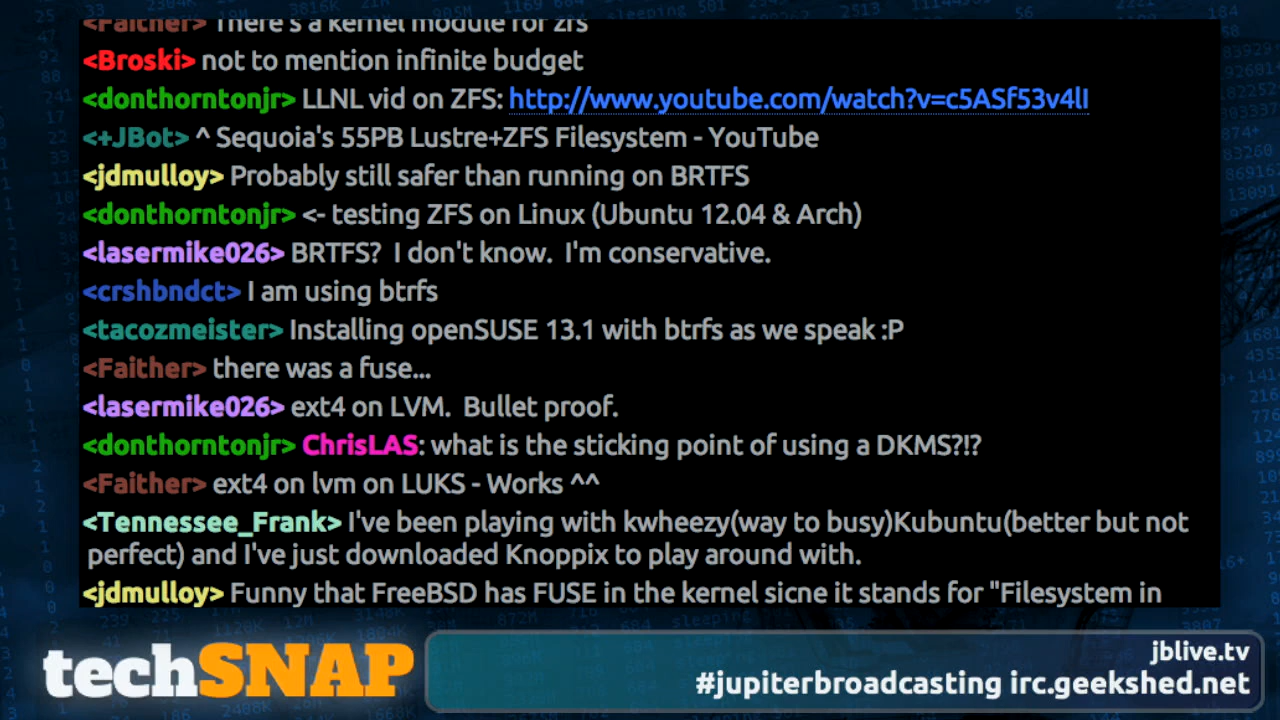 <Faither> There's a kernel module for zfs
<Broski> not to mention infinite budget
<donthorntonjr> LLNL vid on ZFS: http://www.youtube.com/watch?v=c5ASf53v4lI
<+JBot> ^ Sequoia's 55PB Lustre+ZFS Filesystem - YouTube
<jdmulloy> Probably still safer than running on BRTFS
<donthorntonjr> <- testing ZFS on Linux (Ubuntu 12.04 & Arch)
<lasermike026> BRTFS?  I don't know.  I'm conservative.
<crshbndct> I am using btrfs
<tacozmeister> Installing openSUSE 13.1 with btrfs as we speak :P
<Faither> there was a fuse...
<lasermike026> ext4 on LVM.  Bullet proof.
<donthorntonjr> ChrisLAS: what is the sticking point of using a DKMS?!?
<Faither> ext4 on lvm on LUKS - Works ^^
<Tennessee_Frank> I've been playing with kwheezy(way to busy)Kubuntu(better but not
perfect) and I've just downloaded Knoppix to play around with.
<jdmulloy> Funny that FreeBSD has FUSE in the kernel sicne it stands for "Filesystem in
techSNAP
jblive.tv
#jupiterbroadcasting irc.geekshed.net